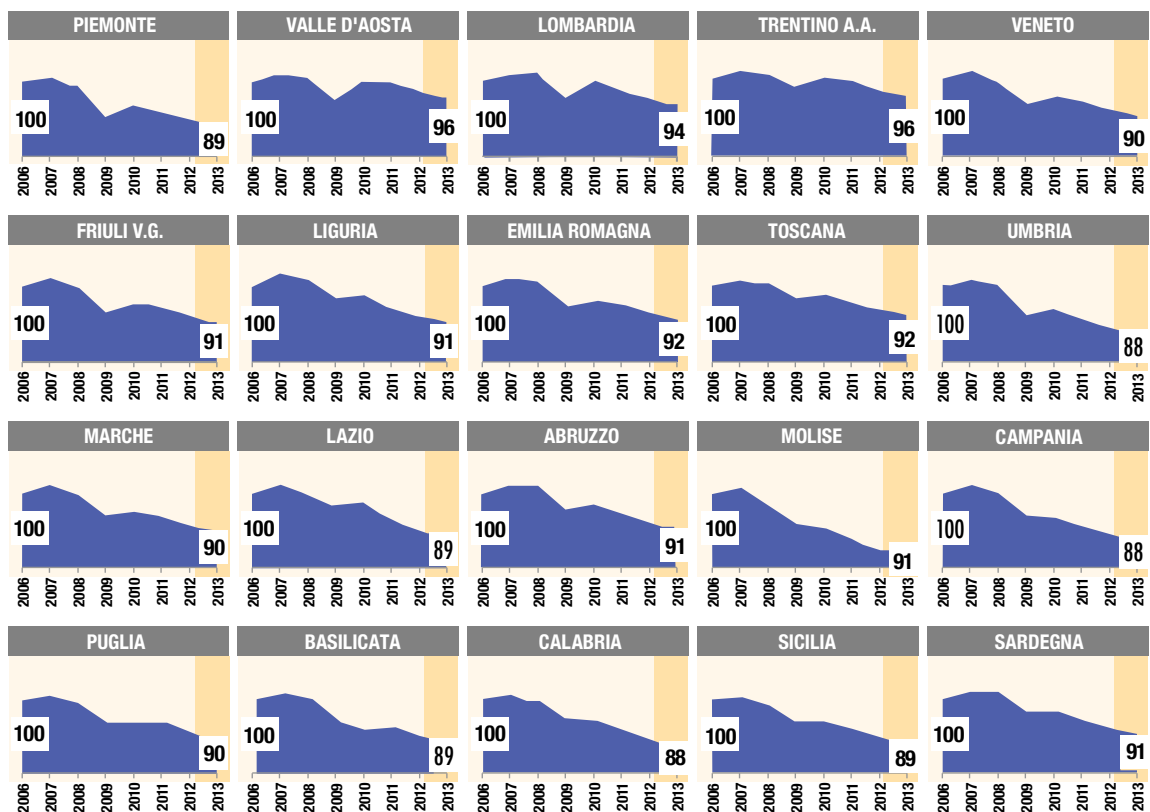 PIEMONTE
100
89
2006 2007 2008 2009 2010 2011 2012 2013
VALLE D'AOSTA
100
96
2006 2007 2008 2009 2010 2011 2012 2013
LOMBARDIA
100
94
2006 2007 2008 2009 2010 2011 2012 2013
TRENTINO A.A.
100
96
2006 2007 2008 2009 2010 2011 2012 2013
VENETO
100
90
2006 2007 2008 2009 2010 2011 2012 2013
FRIULI V.G.
100
91
2006 2007 2008 2009 2010 2011 2012 2013
LIGURIA
100
91
2006 2007 2008 2009 2010 2011 2012 2013
EMILIA ROMAGNA
100
92
2006 2007 2008 2009 2010 2011 2012 2013
TOSCANA
100
92
2006 2007 2008 2009 2010 2011 2012 2013
UMBRIA
100
88
2006 2007 2008 2009 2010 2011 2012 2013
MARCHE
100
90
2006 2007 2008 2009 2010 2011 2012 2013
LAZIO
100
89
2006 2007 2008 2009 2010 2011 2012 2013
ABRUZZO
100
91
2006 2007 2008 2009 2010 2011 2012 2013
MOLISE
100
91
2006 2007 2008 2009 2010 2011 2012 2013
CAMPANIA
100
88
2006 2007 2008 2009 2010 2011 2012 2013
PUGLIA
100
90
2006 2007 2008 2009 2010 2011 2012 2013
BASILICATA
100
89
2006 2007 2008 2009 2010 2011 2012 2013
CALABRIA
100
88
2006 2007 2008 2009 2010 2011 2012 2013
SICILIA
100
89
2006 2007 2008 2009 2010 2011 2012 2013
SARDEGNA
100
91
2006 2007 2008 2009 2010 2011 2012 2013